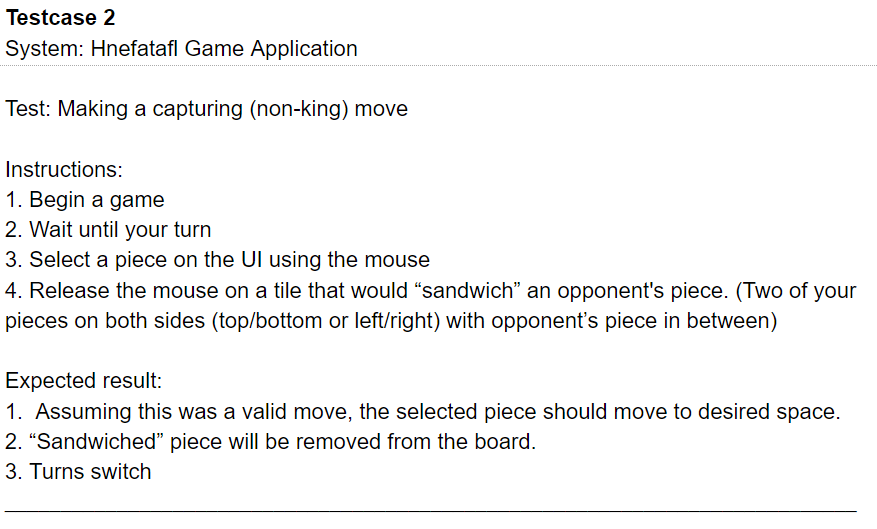 Testcase 2
System: Hnefatafl Game Application
Test: Making a capturing (non-king) move
Instructions:
1. Begin a game
2. Wait until your turn
3. Select a piece on the UI using the mouse
4. Release the mouse on a tile that would “sandwich” an opponent's piece. (Two of your
pieces on both sides (top/bottom or left/right) with opponent’s piece in between)
Expected result:
1.  Assuming this was a valid move, the selected piece should move to desired space.
2. “Sandwiched” piece will be removed from the board.
3. Turns switch